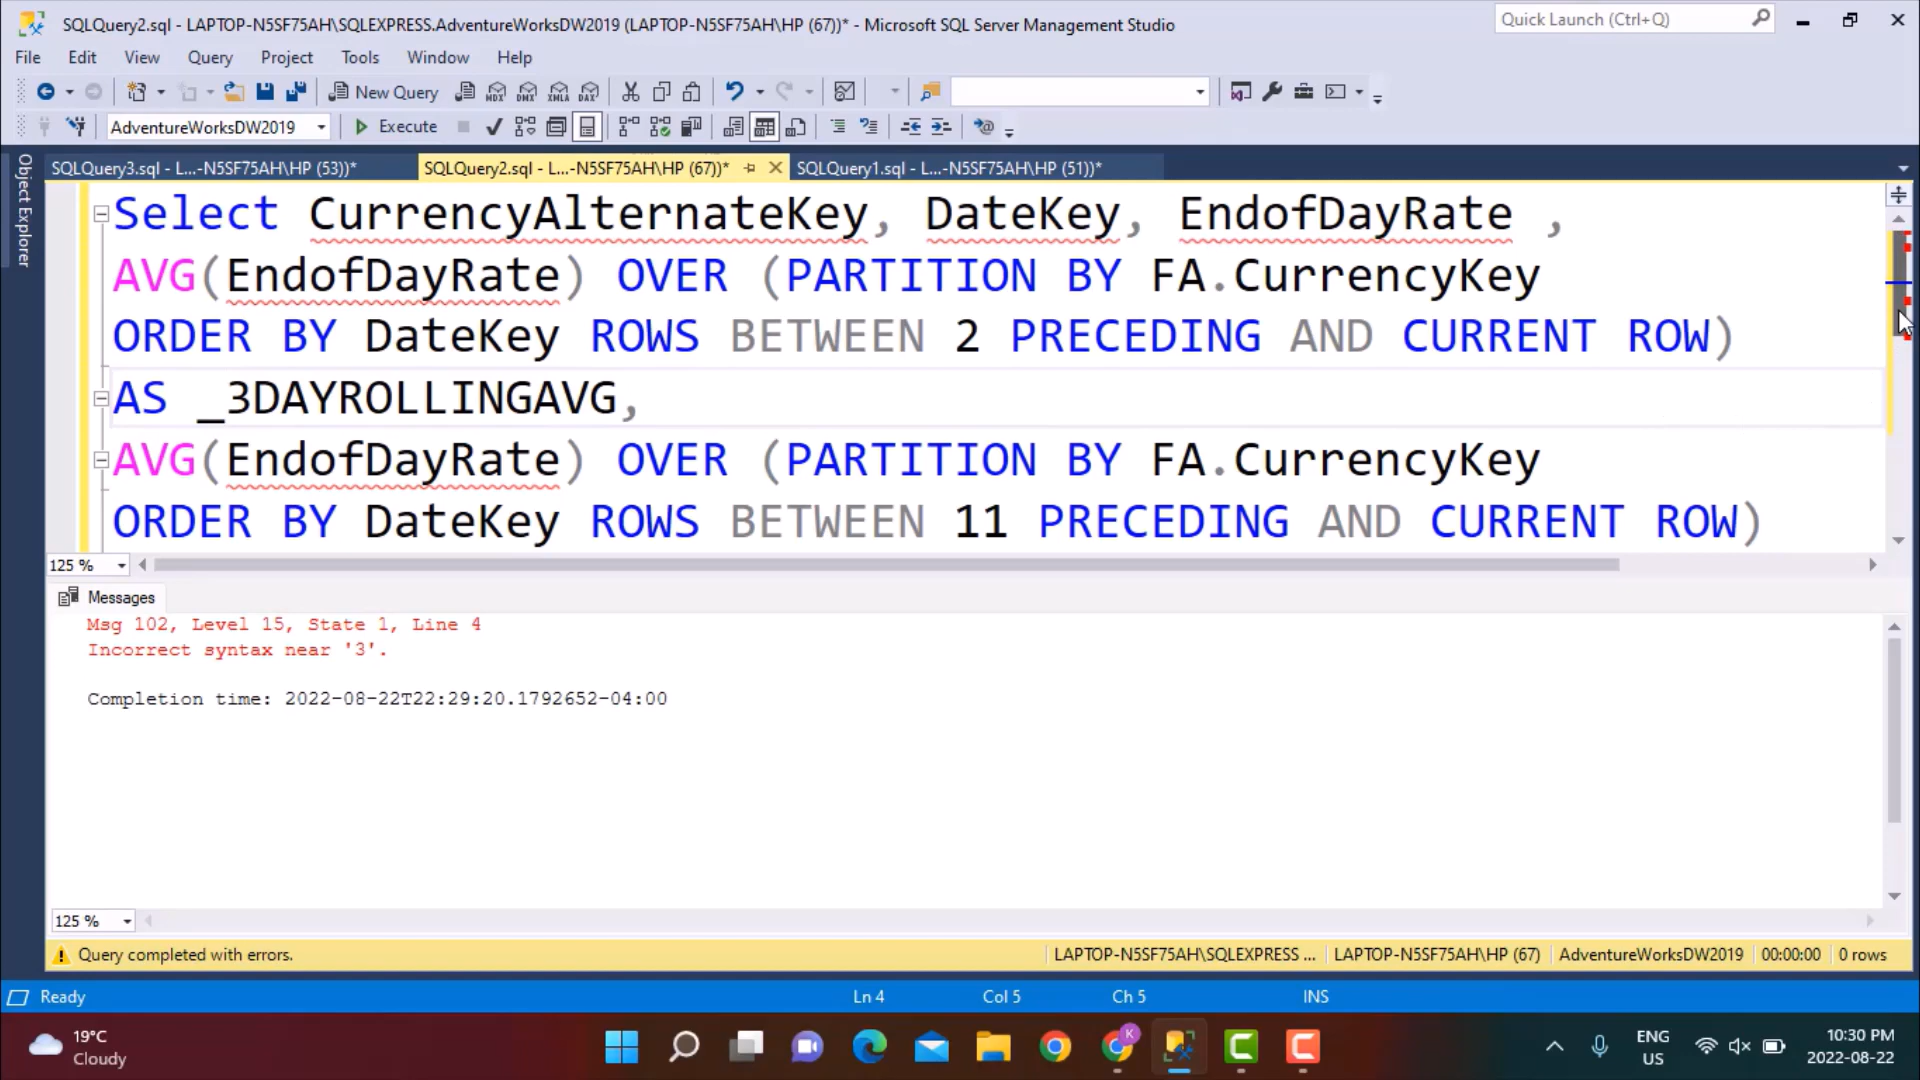 SQLQuery2.sql - LAPTOP-N5SF75AH\SQLEXPRESS.AdventureWorksDW2019 (LAPTOP-N5SF75AH\HP (67))* - Microsoft SQL Server Management Studio
Quick Launch (Ctrl+Q)
File Edit View Query Project Tools Window Help
New Query
MDX DMX XMLA DAX
AdventureWorksDW2019 Execute
Object Explorer
SQLQuery3.sql - L...-N5SF75AH\HP (53))* SQLQuery2.sql - L...-N5SF75AH\HP (67))* SQLQuery1.sql - L...-N5SF75AH\HP (51))*
Select CurrencyAlternateKey, DateKey, EndofDayRate ,
AVG(EndofDayRate) OVER (PARTITION BY FA.CurrencyKey
ORDER BY DateKey ROWS BETWEEN 2 PRECEDING AND CURRENT ROW)
AS _3DAYROLLINGAVG,
AVG(EndofDayRate) OVER (PARTITION BY FA.CurrencyKey
ORDER BY DateKey ROWS BETWEEN 11 PRECEDING AND CURRENT ROW)
125 %
Messages
Msg 102, Level 15, State 1, Line 4
Incorrect syntax near '3'.
Completion time: 2022-08-22T22:29:20.1792652-04:00
125 %
Query completed with errors. LAPTOP-N5SF75AH\SQLEXPRESS ... LAPTOP-N5SF75AH\HP (67) AdventureWorksDW2019 00:00:00 0 rows
Ready Ln 4 Col 5 Ch 5 INS
19°C
Cloudy
K
ENG
US
10:30 PM
2022-08-22